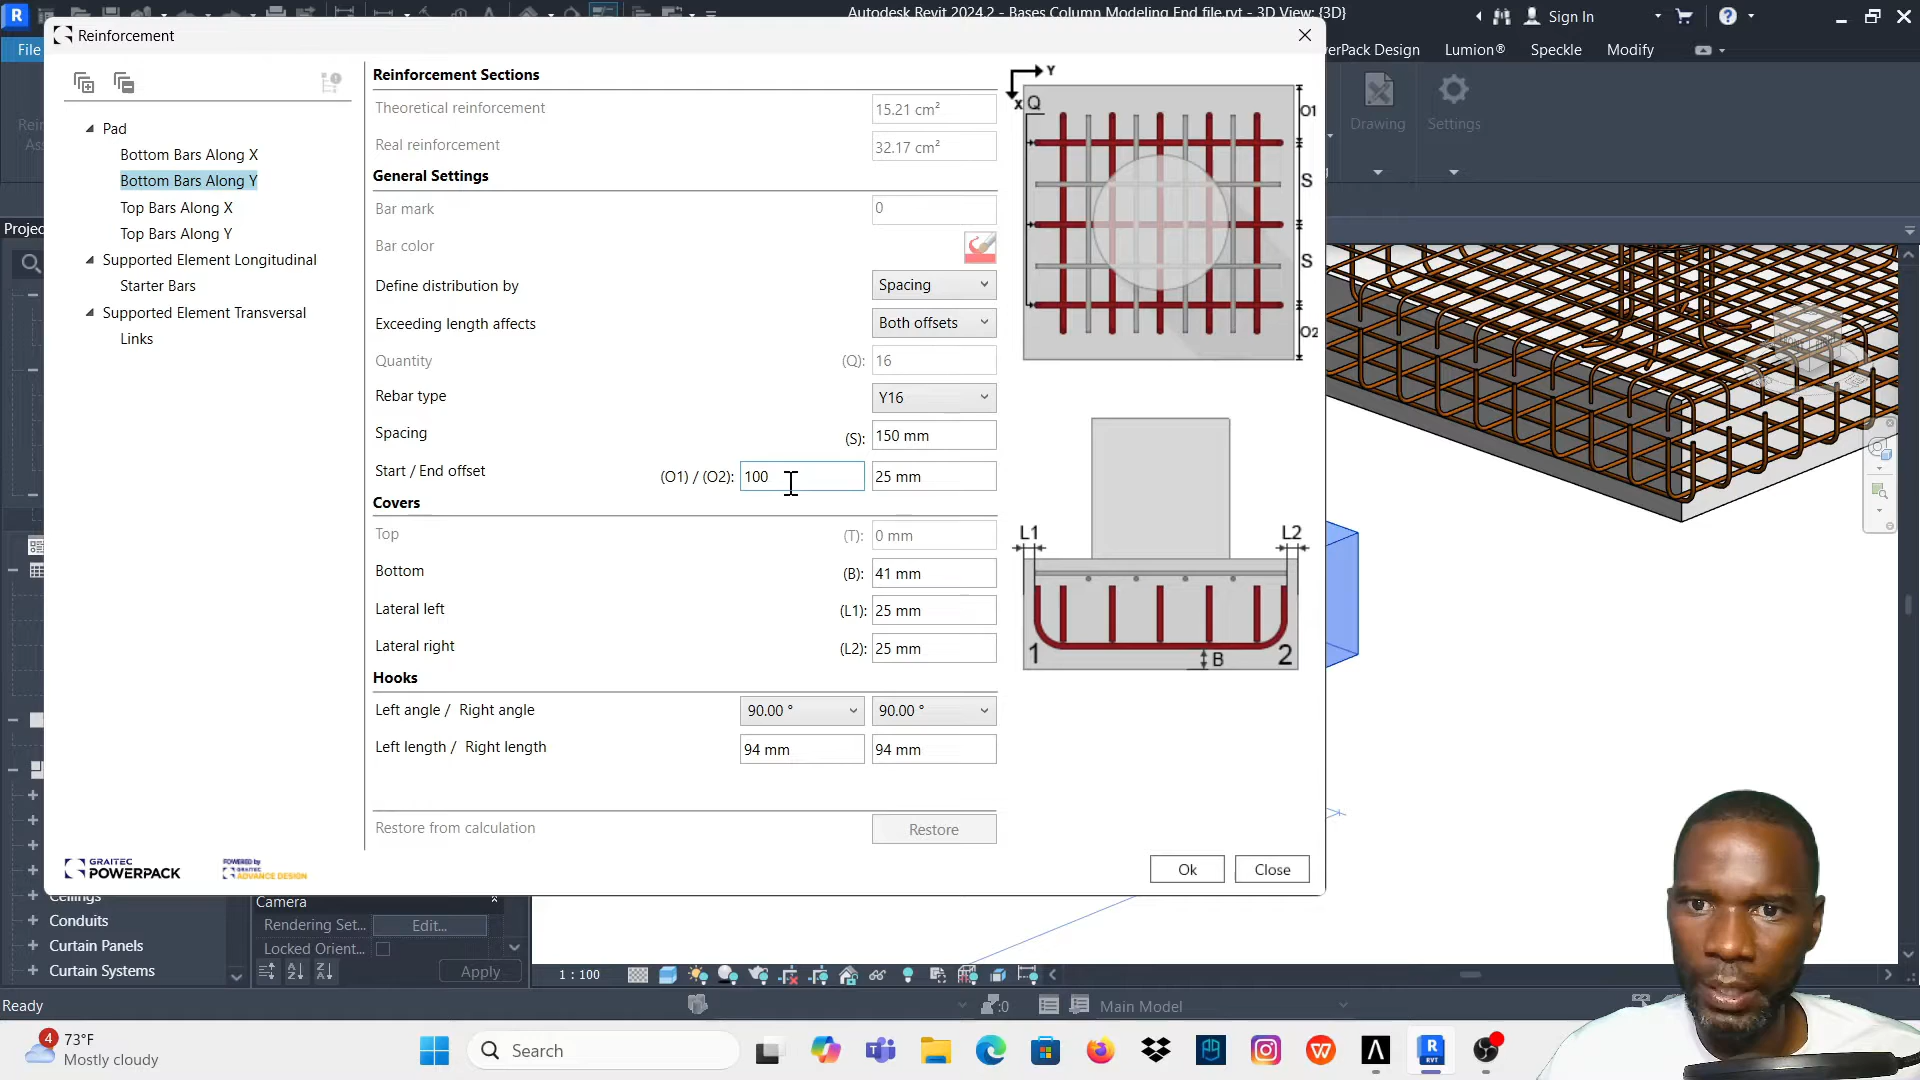 Autodesk Revit 2024.2 - Bases Column Modeling End file.rvt - 3D View: {3D}
Sign In
Reinforcement
File
PowerPack Design
Lumion®
Speckle
Modify
Drawing
Settings
Pad
Bottom Bars Along X
Bottom Bars Along Y
Top Bars Along X
Top Bars Along Y
Supported Element Longitudinal
Starter Bars
Supported Element Transversal
Links
Reinforcement Sections
Theoretical reinforcement 15.21 cm²
Real reinforcement 32.17 cm²
General Settings
Bar mark 0
Bar color
Define distribution by Spacing
Exceeding length affects Both offsets
Quantity (Q): 16
Rebar type Y16
Spacing (S): 150 mm
Start / End offset (O1) / (O2): 100 25 mm
Covers
Top (T): 0 mm
Bottom (B): 41 mm
Lateral left (L1): 25 mm
Lateral right (L2): 25 mm
Hooks
Left angle / Right angle 90.00 ° 90.00 °
Left length / Right length 94 mm 94 mm
Restore from calculation Restore
Ok Close
GRAITEC
POWERPACK
POWERED by
GRAITEC
ADVANCE DESIGN
Y
X
Q
O1
S
S
O2
L1
L2
1
B
2
Projec
Ceilings
Conduits
Curtain Panels
Curtain Systems
Camera
Rendering Set... Edit...
Locked Orient...
Apply
1 : 100
Ready
:0
Main Model
4
73°F
Mostly cloudy
Search